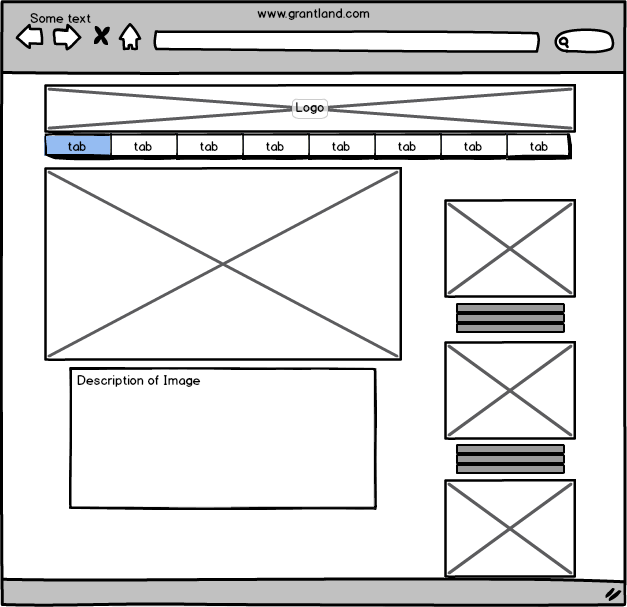 www.grantland.com
Some text
Logo
tab tab tab tab tab tab tab tab
Description of Image